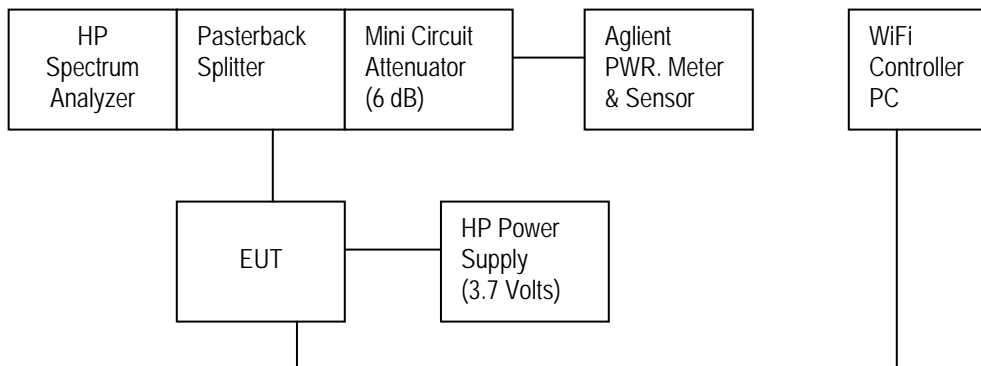 HP
Spectrum
Analyzer
Pasterback
Splitter
Mini Circuit
Attenuator
(6 dB)
Aglient
PWR. Meter
& Sensor
WiFi
Controller
PC
EUT
HP Power
Supply
(3.7 Volts)